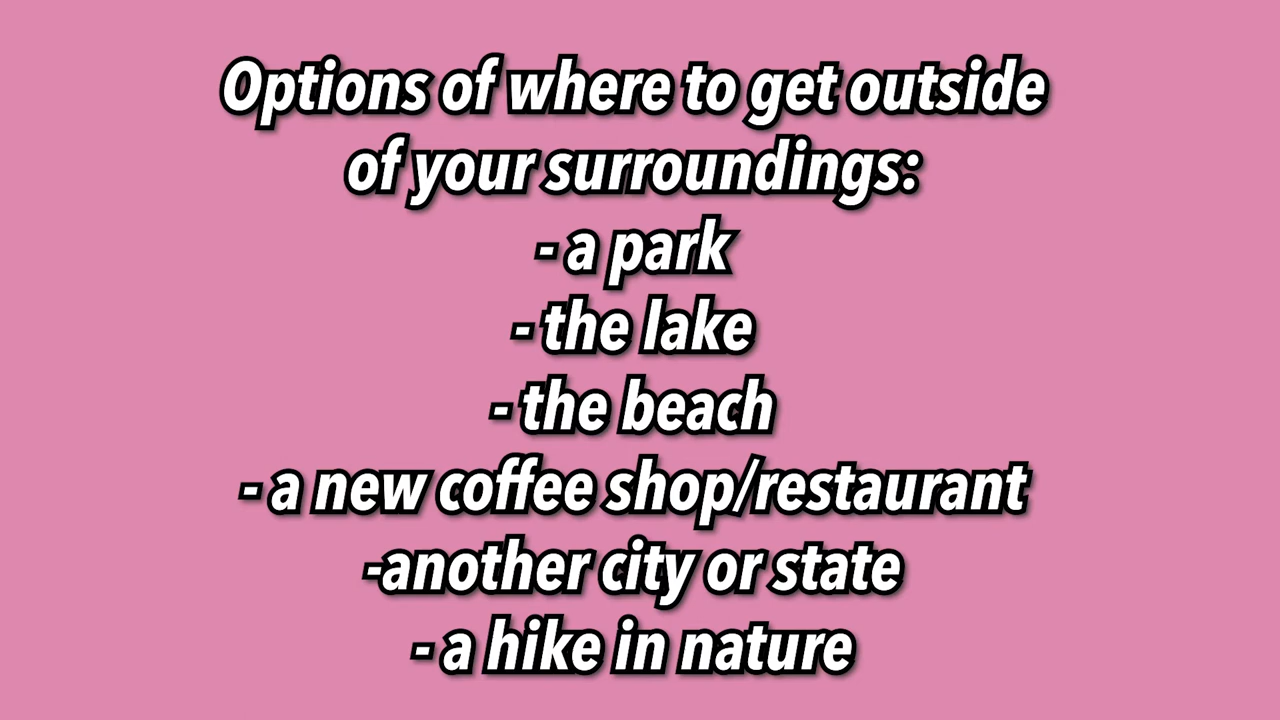 Options of where to get outside
of your surroundings:
- a park
- the lake
- the beach
- a new coffee shop/restaurant
-another city or state
- a hike in nature